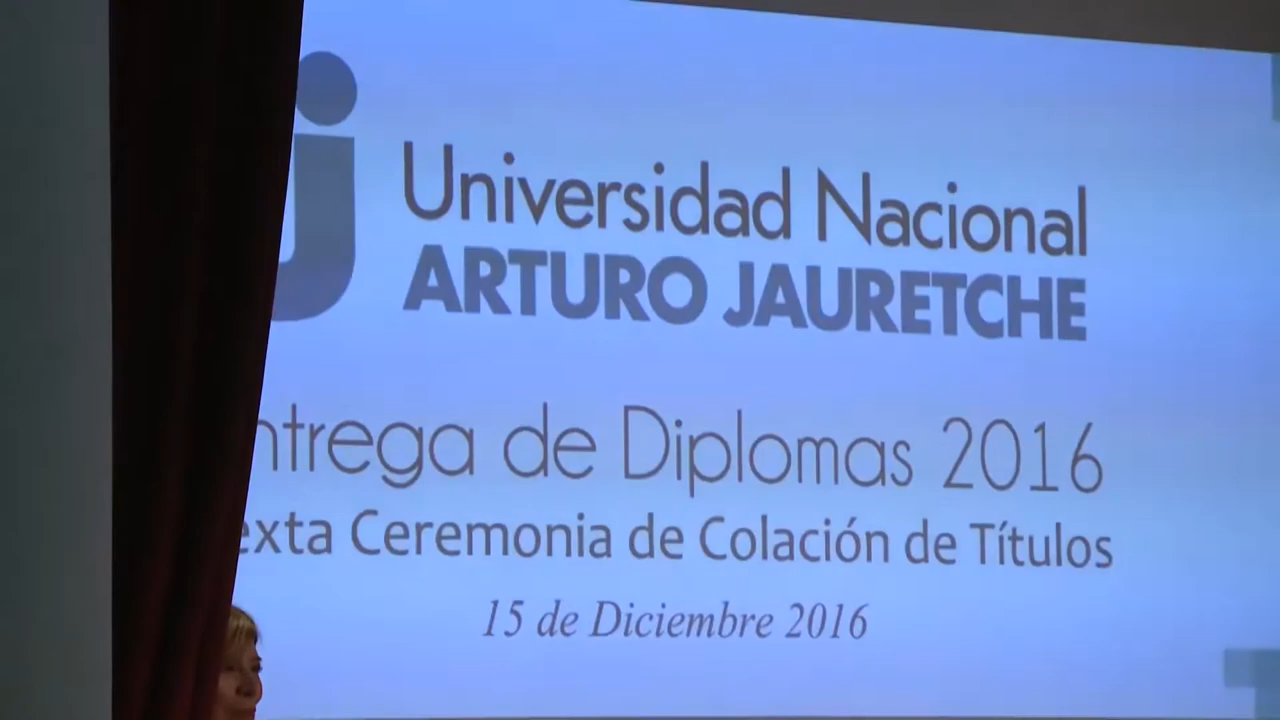 j
Universidad Nacional
ARTURO JAURETCHE
ntrega de Diplomas 2016
exta Ceremonia de Colación de Títulos
15 de Diciembre 2016